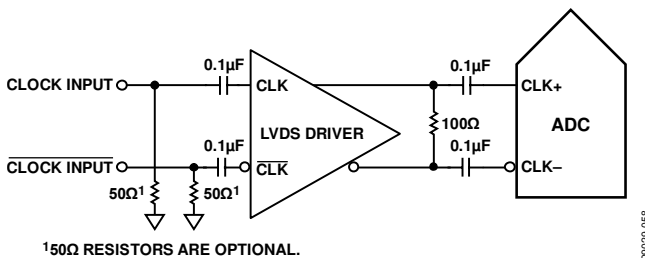 0.1µF
0.1µF
CLOCK INPUT
CLK
CLK+
LVDS DRIVER
100Ω
ADC
0.1µF
0.1µF
CLOCK INPUT
CLK
CLK–
50Ω¹
50Ω¹
¹50Ω RESISTORS ARE OPTIONAL.